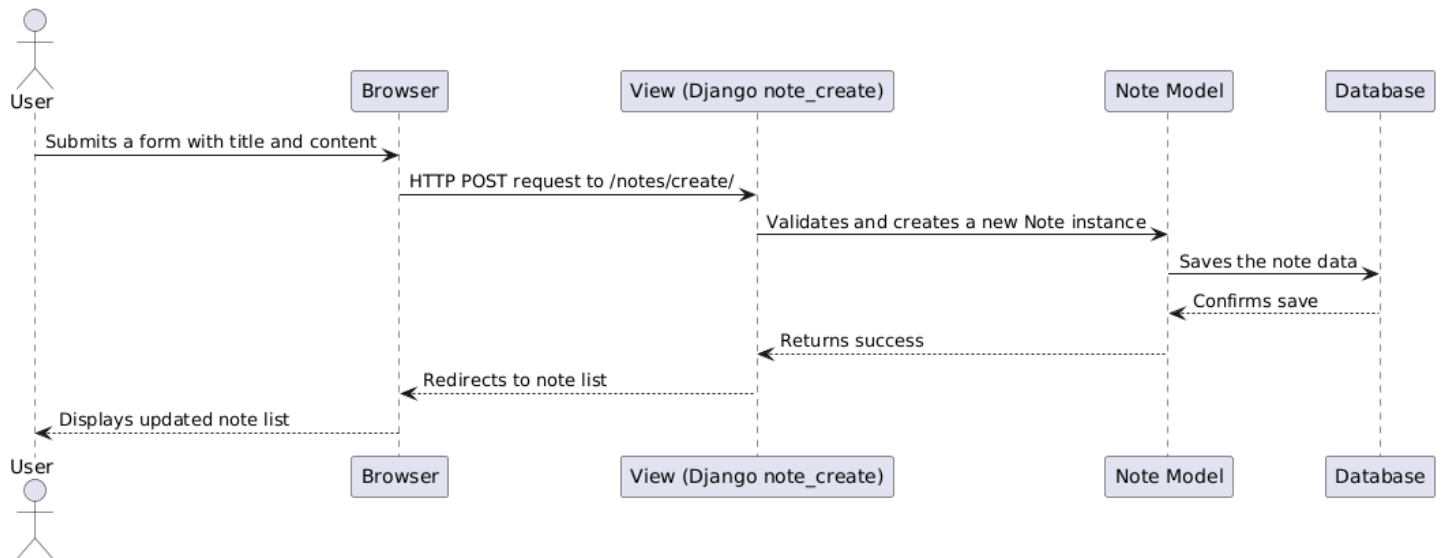 User
Browser
View (Django note_create)
Note Model
Database
Submits a form with title and content
HTTP POST request to /notes/create/
Validates and creates a new Note instance
Saves the note data
Confirms save
Returns success
Redirects to note list
Displays updated note list
User
Browser
View (Django note_create)
Note Model
Database